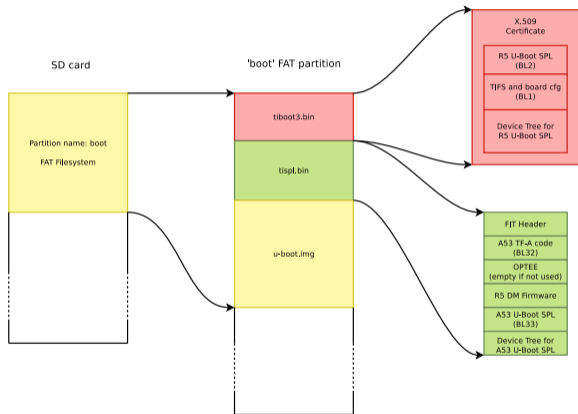 SD card
Partition name: boot
FAT Filesystem
'boot' FAT partition
tiboot3.bin
tispl.bin
u-boot.img
X.509
Certificate
R5 U-Boot SPL
(BL2)
TIFS and board cfg
(BL1)
Device Tree for
R5 U-Boot SPL
FIT Header
A53 TF-A code
(BL32)
OPTEE
(empty if not used)
R5 DM Firmware
A53 U-Boot SPL
(BL33)
Device Tree for
A53 U-Boot SPL